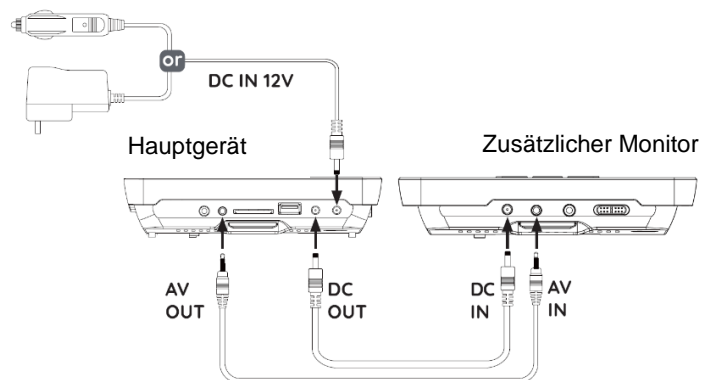 or
DC IN 12V
Hauptgerät
Zusätzlicher Monitor
AV
OUT
DC
OUT
DC
IN
AV
IN